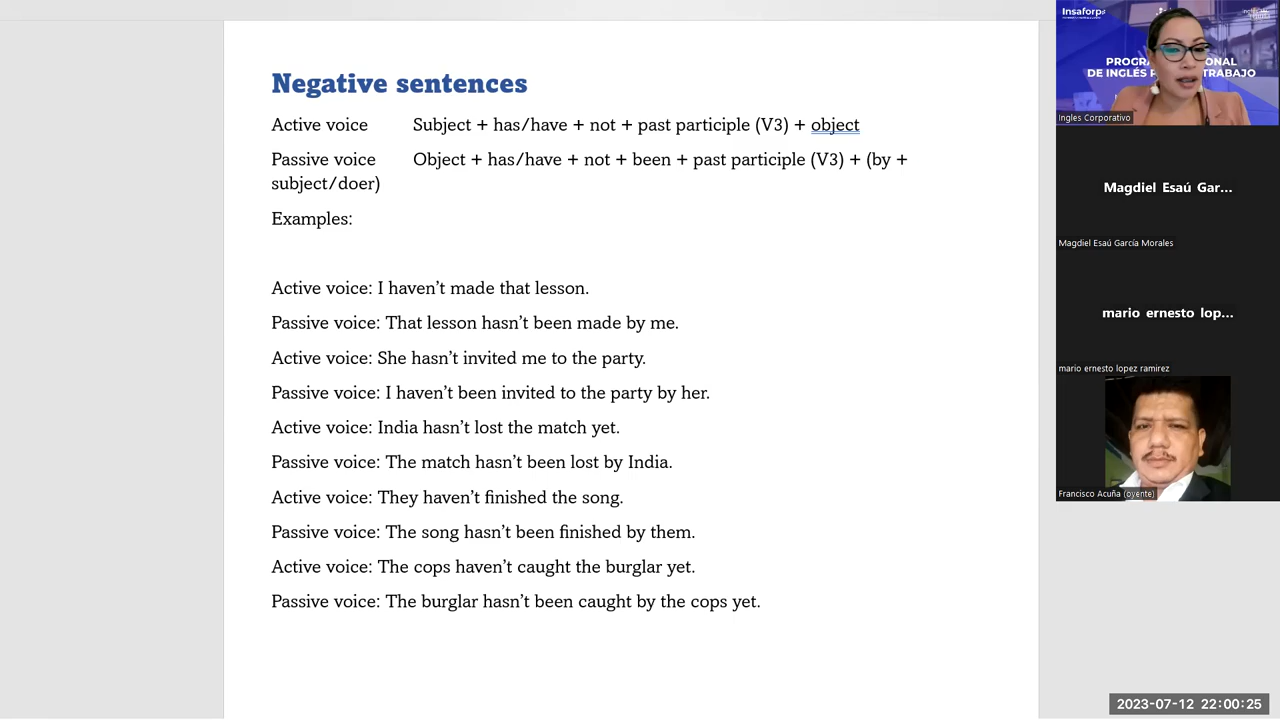 Negative sentences
Active voice Subject + has/have + not + past participle (V3) + object
Passive voice Object + has/have + not + been + past participle (V3) + (by +
subject/doer)
Examples:
Active voice: I haven’t made that lesson.
Passive voice: That lesson hasn’t been made by me.
Active voice: She hasn’t invited me to the party.
Passive voice: I haven’t been invited to the party by her.
Active voice: India hasn’t lost the match yet.
Passive voice: The match hasn’t been lost by India.
Active voice: They haven’t finished the song.
Passive voice: The song hasn’t been finished by them.
Active voice: The cops haven’t caught the burglar yet.
Passive voice: The burglar hasn’t been caught by the cops yet.
Insaforp
PROGRA ONAL
DE INGLÉS P TRABAJO
Ingles Corporativo
Magdiel Esaú Gar...
Magdiel Esaú García Morales
mario ernesto lop...
mario ernesto lopez ramirez
Francisco Acuña (oyente)
2023-07-12 22:00:25